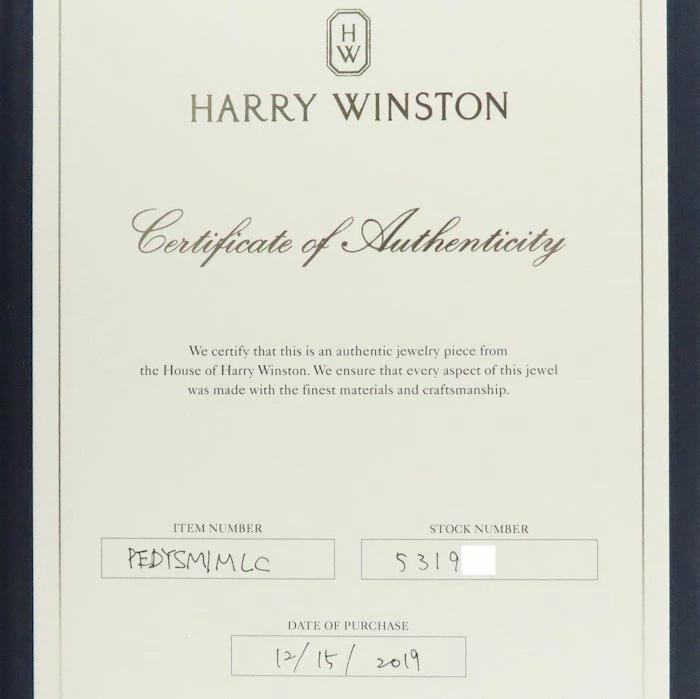 H
W
HARRY WINSTON
Certificate of Authenticity
We certify that this is an authentic jewelry piece from
the House of Harry Winston. We ensure that every aspect of this jewel
was made with the finest materials and craftsmanship.
ITEM NUMBER
PEDYSM1MLC
STOCK NUMBER
5319
DATE OF PURCHASE
12/15/2019